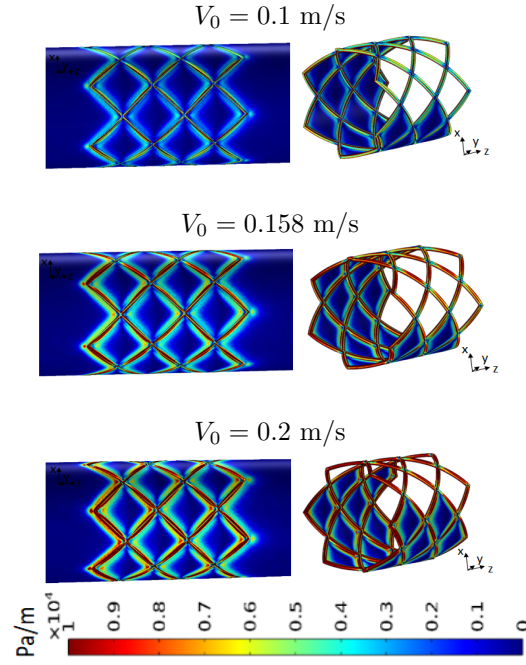 V₀ = 0.1 m/s
x
x y z
V₀ = 0.158 m/s
x
x y z
V₀ = 0.2 m/s
x
x y z
Pa/m
×10⁴
1 0.9 0.8 0.7 0.6 0.5 0.4 0.3 0.2 0.1 0